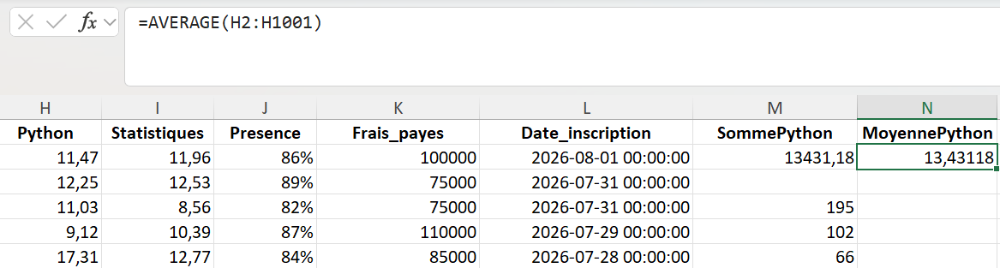 fx =AVERAGE(H2:H1001)
H I J K L M N
Python Statistiques Presence Frais_payes Date_inscription SommePython MoyennePython
11,47 11,96 86% 100000 2026-08-01 00:00:00 13431,18 13,43118
12,25 12,53 89% 75000 2026-07-31 00:00:00
11,03 8,56 82% 75000 2026-07-31 00:00:00 195
9,12 10,39 87% 110000 2026-07-29 00:00:00 102
17,31 12,77 84% 85000 2026-07-28 00:00:00 66